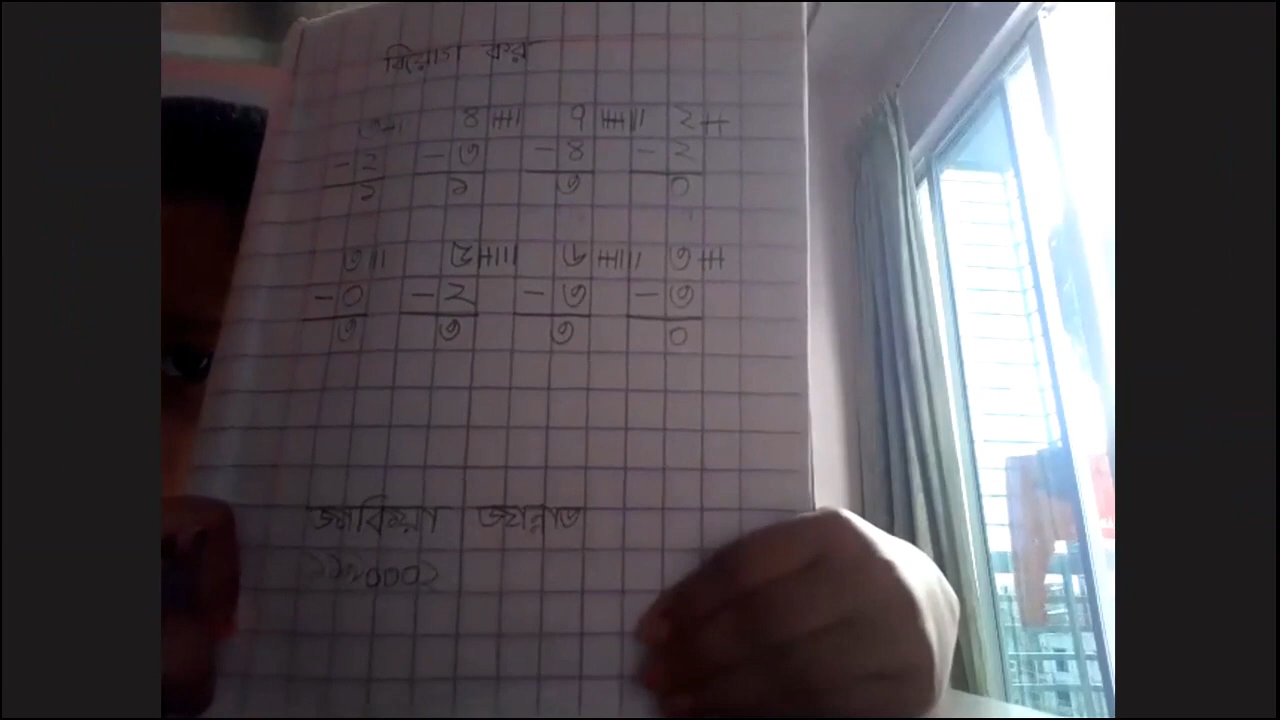 বিয়োগ কর
৩ ৪ ৭ ২
- ২ - ৩ - ৪ - ২
১ ১ ৩ ০
৩ ৫ ৬ ৩
- ০ - ২ - ৩ - ৩
৩ ৩ ৩ ০
জান্নাত